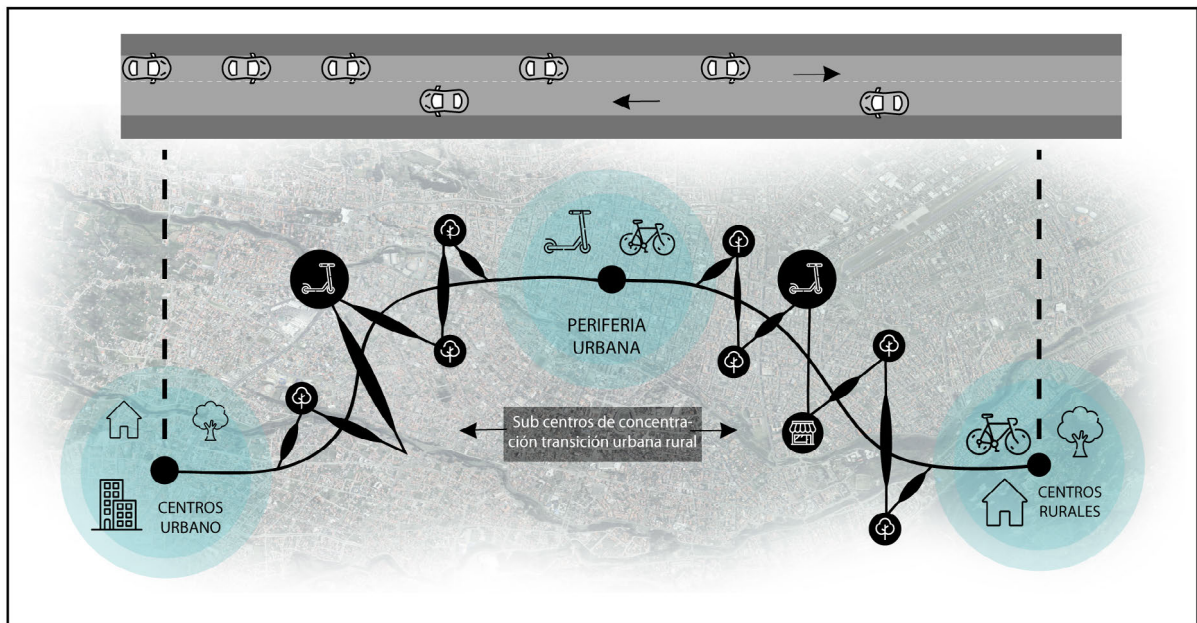 PERIFERIA
URBANA
Sub centros de concentra-
ción transición urbana rural
CENTROS
URBANO
CENTROS
RURALES